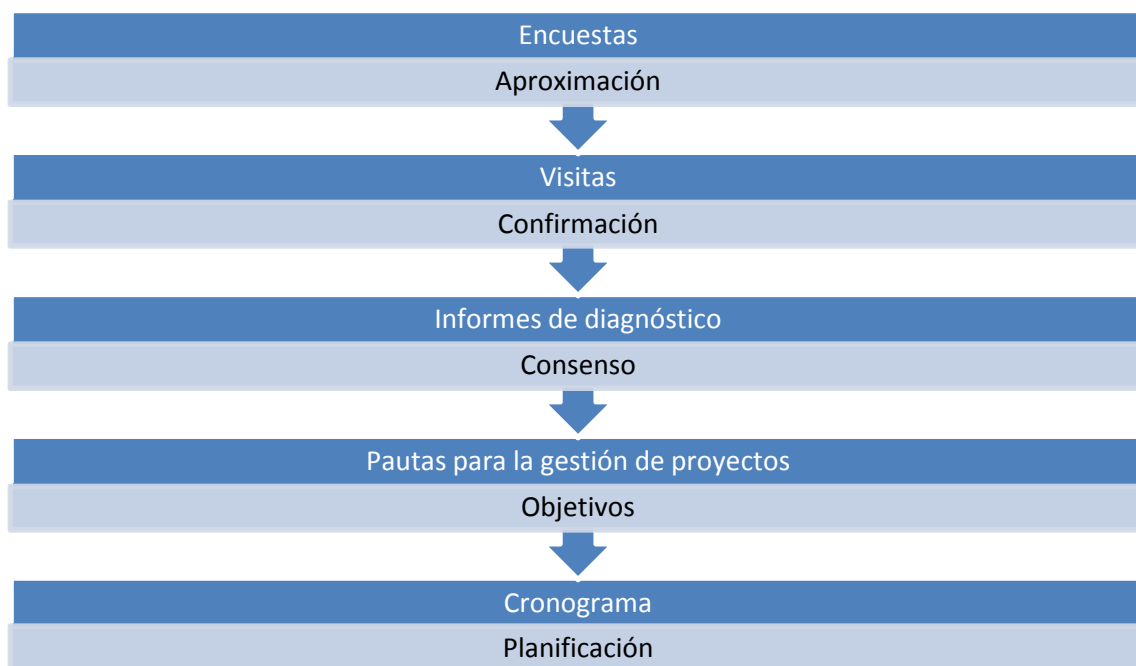 Encuestas
Aproximación
Visitas
Confirmación
Informes de diagnóstico
Consenso
Pautas para la gestión de proyectos
Objetivos
Cronograma
Planificación